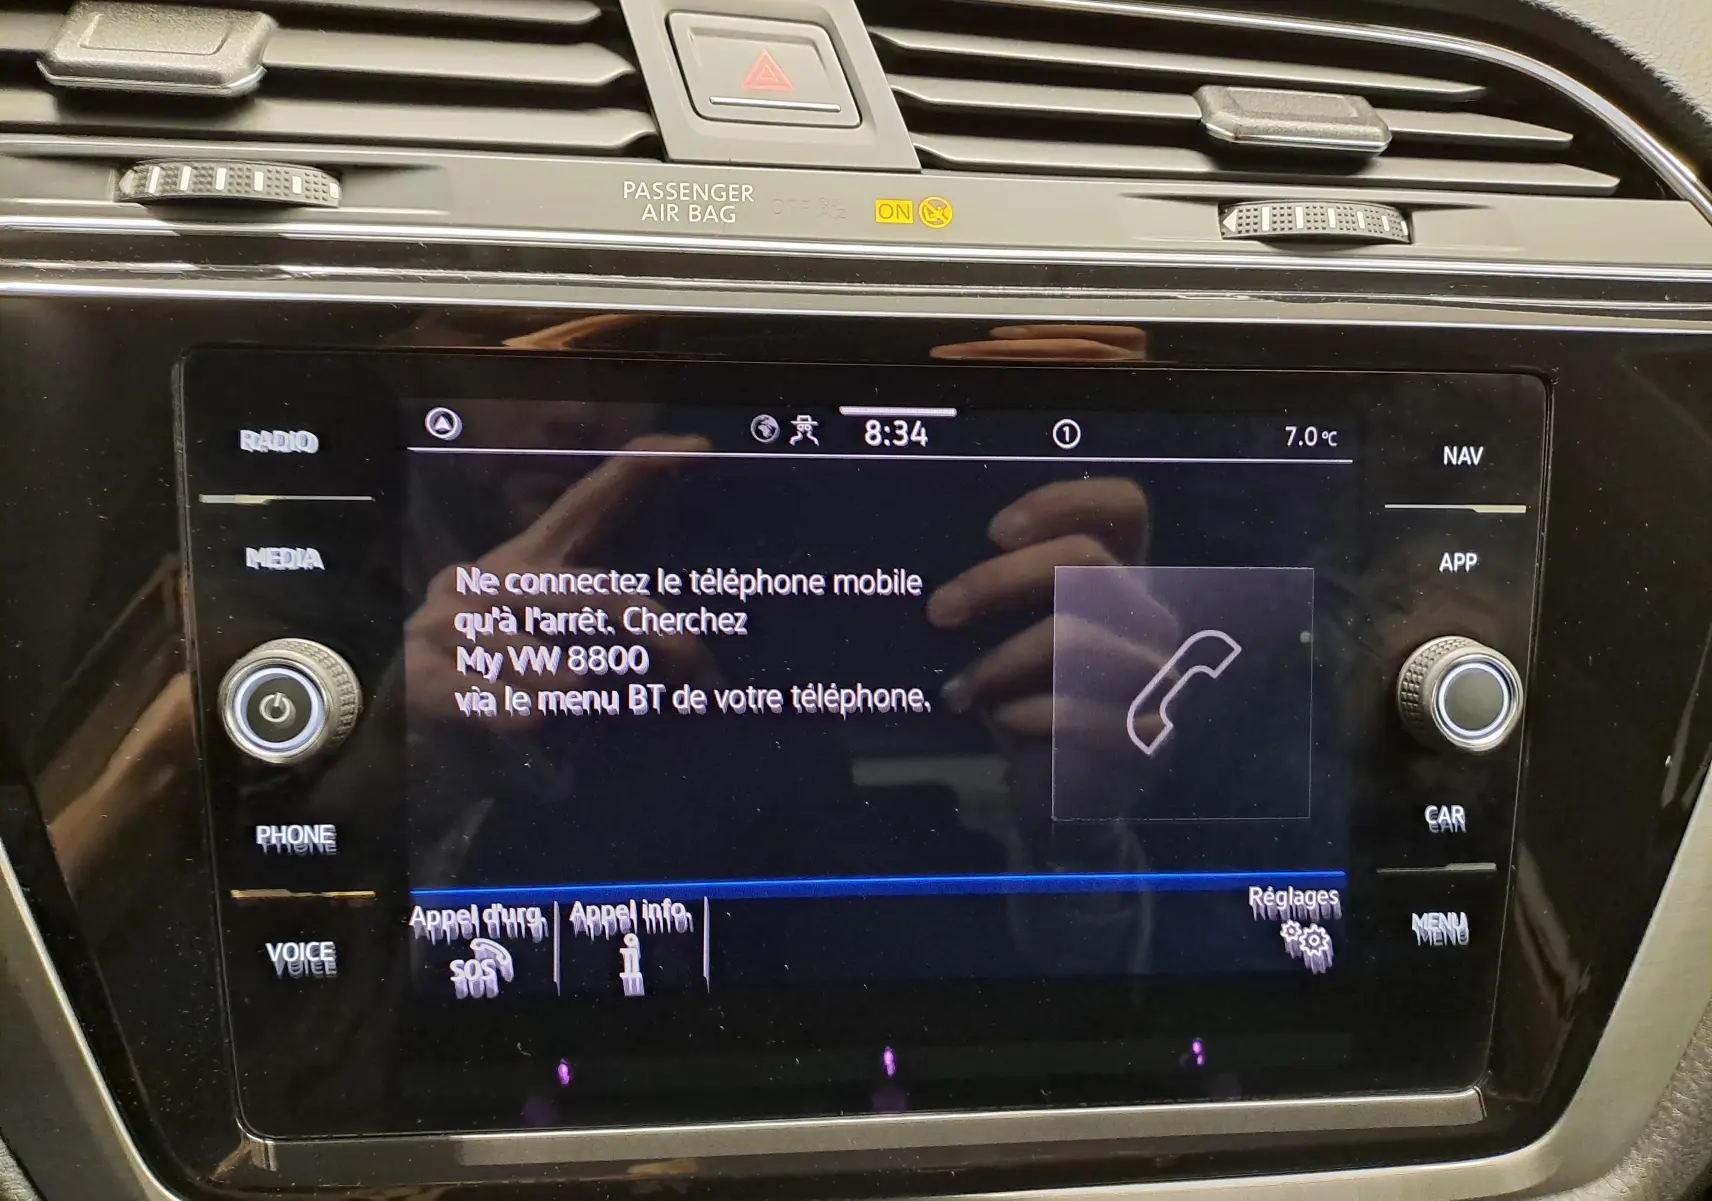 PASSENGER
AIR BAG
ON
RADIO
8:34
1
7.0°C
NAV
MEDIA
APP
Ne connectez le téléphone mobile
qu'à l'arrêt. Cherchez
My VW 8800
via le menu BT de votre téléphone.
PHONE
CAR
VOICE
MENU
Appel d'urg.
Appel info.
Réglages
SOS
i